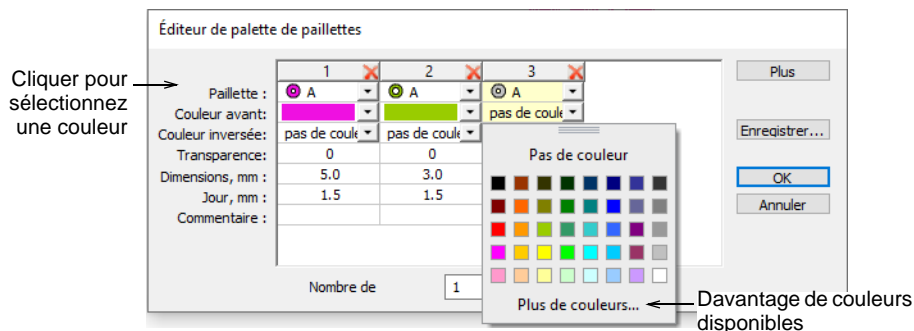 Éditeur de palette de paillettes
Cliquer pour
sélectionnez
une couleur
1 2 3
Paillette : A A A
Couleur avant: pas de coule
Couleur inversée: pas de coule pas de coule
Transparence: 0 0
Dimensions, mm : 5.0 3.0
Jour, mm : 1.5 1.5
Commentaire :
Pas de couleur
Plus de couleurs...
Nombre de 1
Plus
Enregistrer...
OK
Annuler
Davantage de couleurs
disponibles